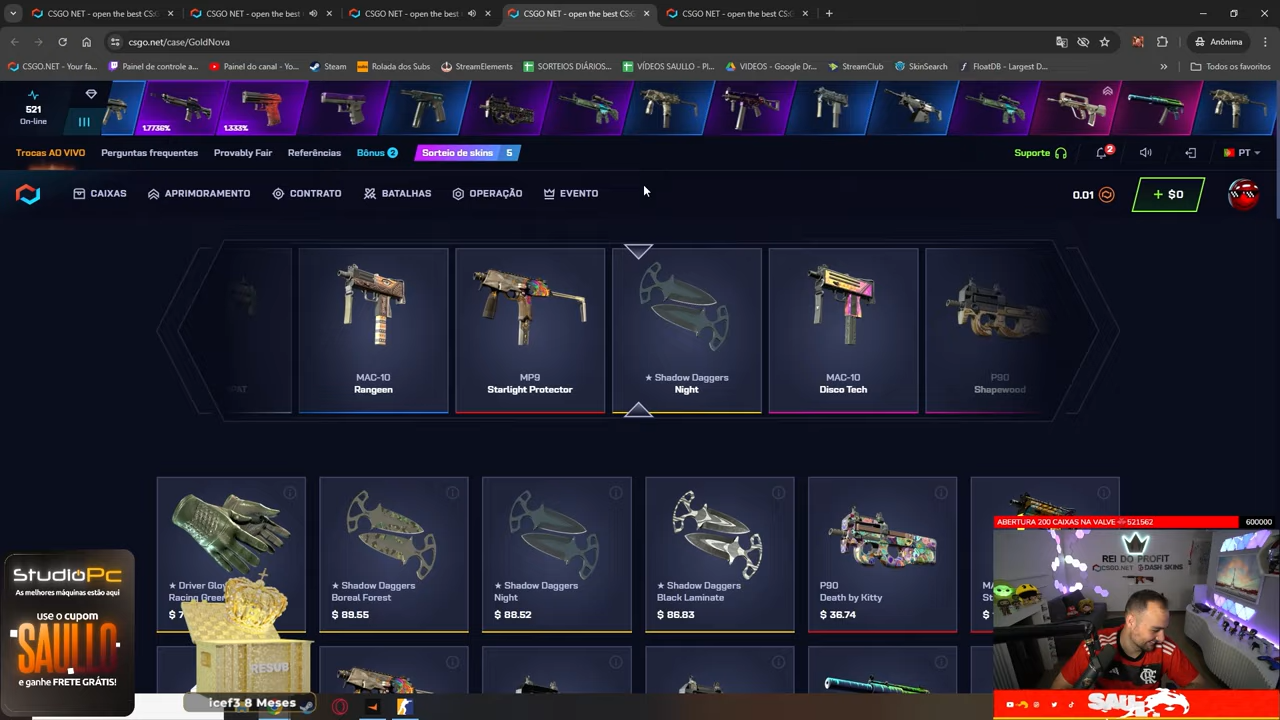 CSGO NET - open the best CS:
CSGO NET - open the best
CSGO NET - open the best
CSGO NET - open the best CS:G
CSGO NET - open the best CS:
csgo.net/case/GoldNova
Anônima
CSGO.NET - Your fa...
Painel de controle a...
Painel do canal - Yo...
Steam
Rolada dos Subs
StreamElements
SORTEIOS DIÁRIOS...
VÍDEOS SAULLO - Pl...
VIDEOS - Google Dr...
StreamClub
SkinSearch
FloatDB - Largest D...
Todos os favoritos
521
On-line
1.7736%
1.333%
Trocas AO VIVO
Perguntas frequentes
Provably Fair
Referências
Bônus 2
Sorteio de skins 5
Suporte
2
PT
CAIXAS
APRIMORAMENTO
CONTRATO
BATALHAS
OPERAÇÃO
EVENTO
0.01
+ $0
MAC-10
Rangeen
MP9
Starlight Protector
★ Shadow Daggers
Night
MAC-10
Disco Tech
P90
Shapewood
★ Driver Glo
Racing Green
★ Shadow Daggers
Boreal Forest
$ 89.55
★ Shadow Daggers
Night
$ 88.52
★ Shadow Daggers
Black Laminate
$ 86.83
P90
Death by Kitty
$ 36.74
ABERTURA 200 CAIXAS NA VALVE 521562
600000
REI DO PROFIT
CSGO.NET
DASH SKINS
STUDIOPC
As melhores máquinas estão aqui
use o cupom
SAULLO
e ganhe FRETE GRÁTIS!
RESUB
icef3 8 Meses